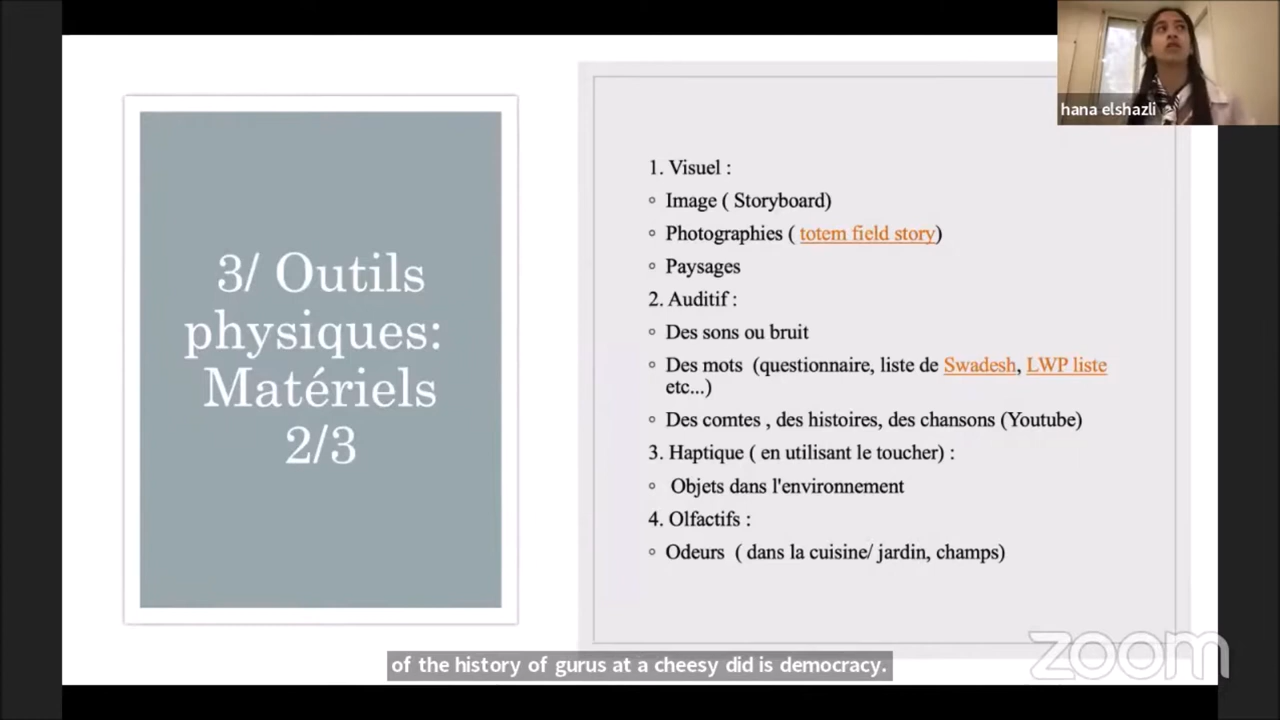 hana elshazli
3/ Outils
physiques:
Matériels
2/3
1. Visuel :
◦ Image ( Storyboard)
◦ Photographies ( totem field story)
◦ Paysages
2. Auditif :
◦ Des sons ou bruit
◦ Des mots (questionnaire, liste de Swadesh, LWP liste
etc...)
◦ Des comtes , des histoires, des chansons (Youtube)
3. Haptique ( en utilisant le toucher) :
◦ Objets dans l'environnement
4. Olfactifs :
◦ Odeurs ( dans la cuisine/ jardin, champs)
of the history of gurus at a cheesy did is democracy.
zoom